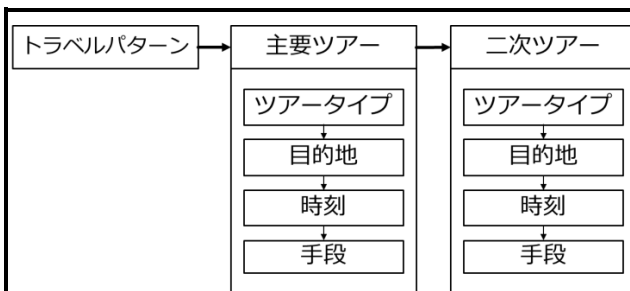 トラベルパターン
主要ツアー
ツアータイプ
目的地
時刻
手段
二次ツアー
ツアータイプ
目的地
時刻
手段